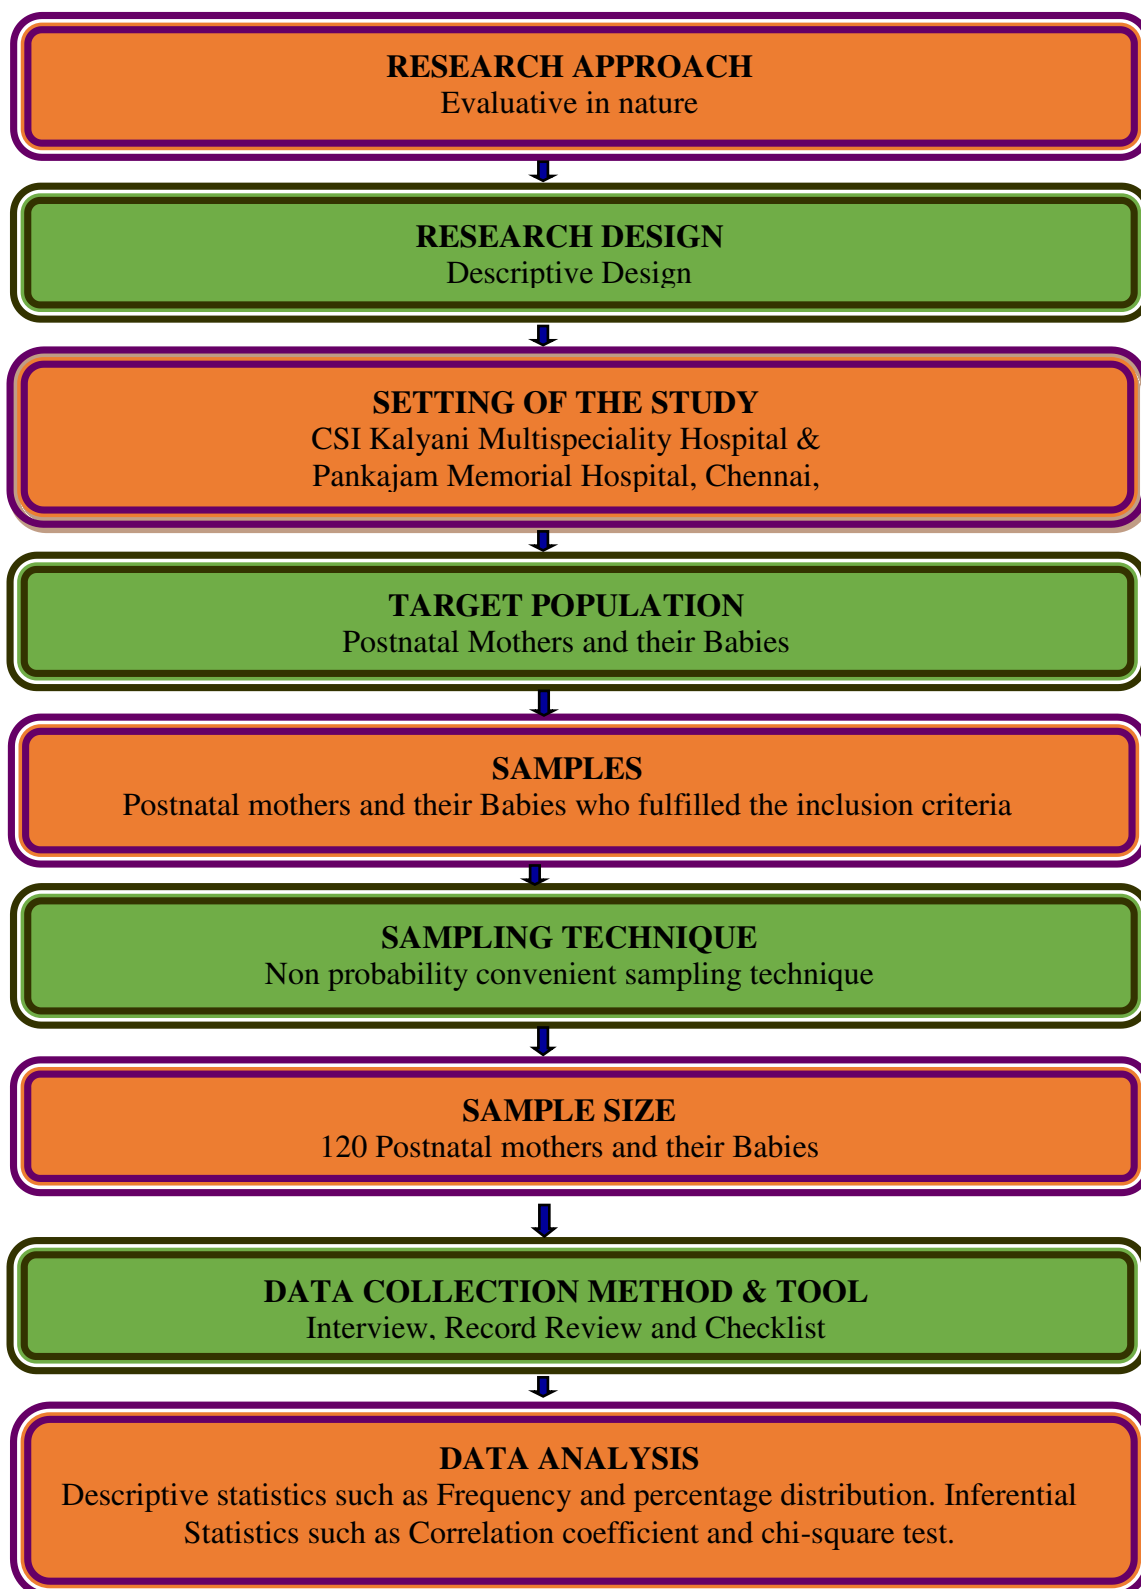 RESEARCH APPROACH
Evaluative in nature
RESEARCH DESIGN
Descriptive Design
SETTING OF THE STUDY
CSI Kalyani Multispeciality Hospital &
Pankajam Memorial Hospital, Chennai,
TARGET POPULATION
Postnatal Mothers and their Babies
SAMPLES
Postnatal mothers and their Babies who fulfilled the inclusion criteria
SAMPLING TECHNIQUE
Non probability convenient sampling technique
SAMPLE SIZE
120 Postnatal mothers and their Babies
DATA COLLECTION METHOD & TOOL
Interview, Record Review and Checklist
DATA ANALYSIS
Descriptive statistics such as Frequency and percentage distribution. Inferential
Statistics such as Correlation coefficient and chi-square test.